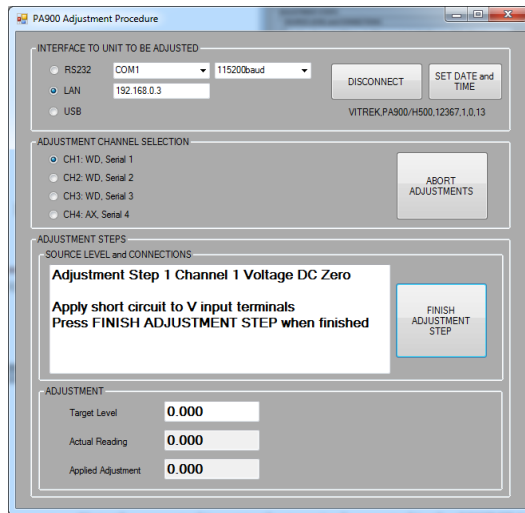 PA900 Adjustment Procedure
INTERFACE TO UNIT TO BE ADJUSTED
RS232 COM1 115200baud
LAN 192.168.0.3
USB
DISCONNECT
SET DATE and
TIME
VITREK,PA900/H500,12367,1,0,13
ADJUSTMENT CHANNEL SELECTION
CH1: WD, Serial 1
CH2: WD, Serial 2
CH3: WD, Serial 3
CH4: AX, Serial 4
ABORT
ADJUSTMENTS
ADJUSTMENT STEPS
SOURCE LEVEL and CONNECTIONS
Adjustment Step 1 Channel 1 Voltage DC Zero
Apply short circuit to V input terminals
Press FINISH ADJUSTMENT STEP when finished
FINISH
ADJUSTMENT
STEP
ADJUSTMENT
Target Level 0.000
Actual Reading 0.000
Applied Adjustment 0.000